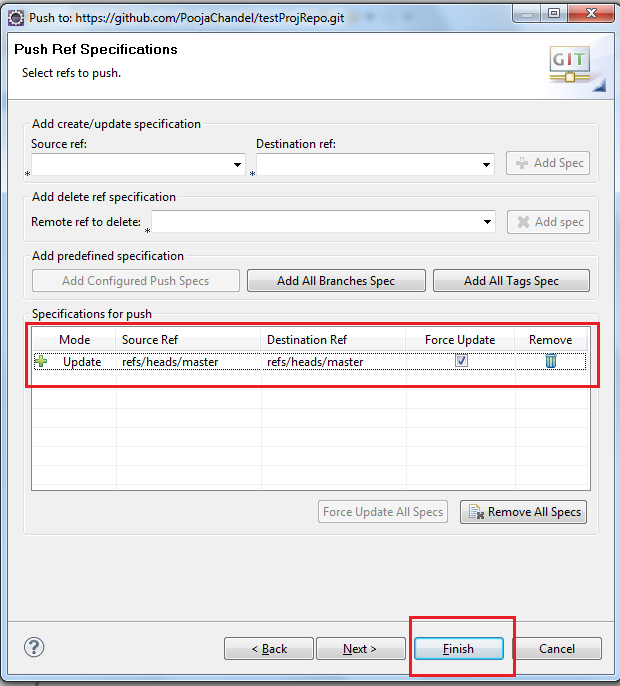 Push to: https://github.com/PoojaChandel/testProjRepo.git
Push Ref Specifications
Select refs to push.
GIT
Add create/update specification
Source ref: Destination ref:
* * Add Spec
Add delete ref specification
Remote ref to delete: * Add spec
Add predefined specification
Add Configured Push Specs Add All Branches Spec Add All Tags Spec
Specifications for push
Mode Source Ref Destination Ref Force Update Remove
Update refs/heads/master refs/heads/master
Force Update All Specs Remove All Specs
? < Back Next > Finish Cancel